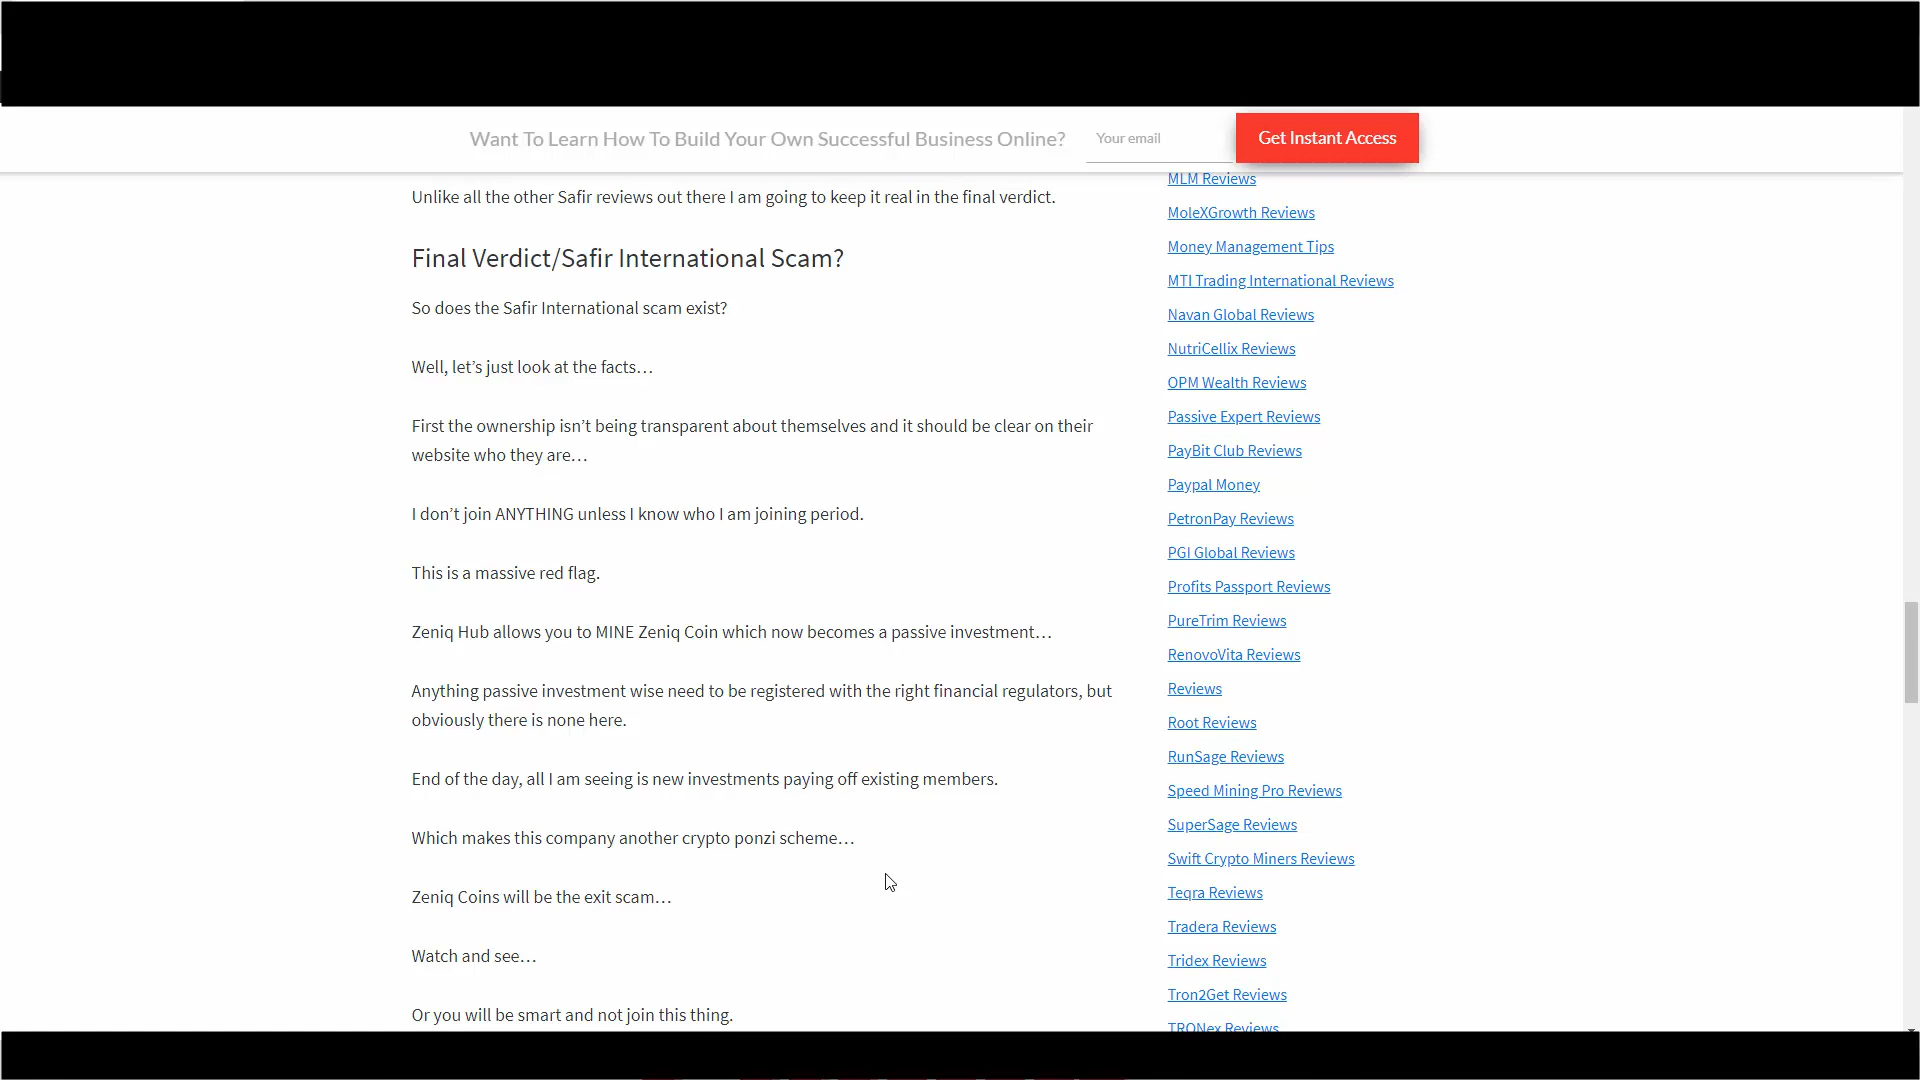 Want To Learn How To Build Your Own Successful Business Online?
Your email
Get Instant Access
Unlike all the other Safir reviews out there I am going to keep it real in the final verdict.
Final Verdict/Safir International Scam?
So does the Safir International scam exist?
Well, let’s just look at the facts…
First the ownership isn’t being transparent about themselves and it should be clear on their
website who they are…
I don’t join ANYTHING unless I know who I am joining period.
This is a massive red flag.
Zeniq Hub allows you to MINE Zeniq Coin which now becomes a passive investment…
Anything passive investment wise need to be registered with the right financial regulators, but
obviously there is none here.
End of the day, all I am seeing is new investments paying off existing members.
Which makes this company another crypto ponzi scheme…
Zeniq Coins will be the exit scam…
Watch and see…
Or you will be smart and not join this thing.
MLM Reviews
MoleXGrowth Reviews
Money Management Tips
MTI Trading International Reviews
Navan Global Reviews
NutriCellix Reviews
OPM Wealth Reviews
Passive Expert Reviews
PayBit Club Reviews
Paypal Money
PetronPay Reviews
PGI Global Reviews
Profits Passport Reviews
PureTrim Reviews
RenovoVita Reviews
Reviews
Root Reviews
RunSage Reviews
Speed Mining Pro Reviews
SuperSage Reviews
Swift Crypto Miners Reviews
Teqra Reviews
Tradera Reviews
Tridex Reviews
Tron2Get Reviews
TRONex Reviews